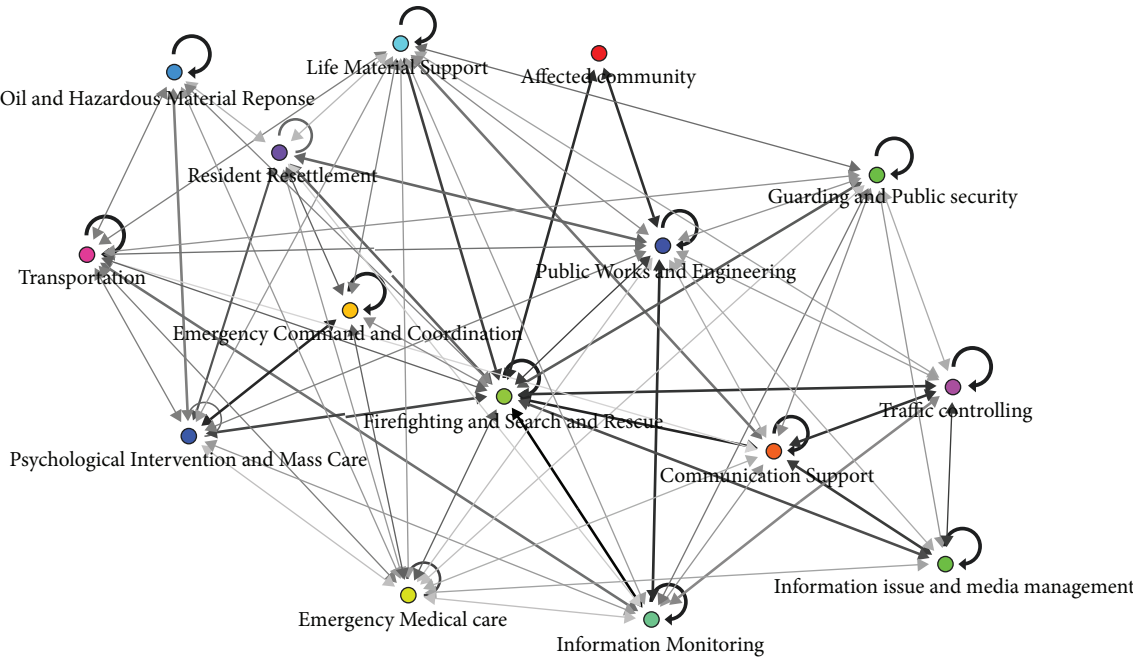 Life Material Support
Affected community
Oil and Hazardous Material Reponse
Resident Resettlement
Guarding and Public security
Transportation
Public Works and Engineering
Emergency Command and Coordination
Traffic controlling
Firefighting and Search and Rescue
Psychological Intervention and Mass Care
Communication Support
Information issue and media management
Emergency Medical care
Information Monitoring